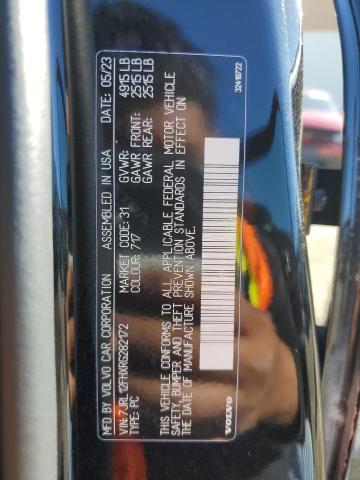 MFD BY VOLVO CAR CORPORATION ASSEMBLED IN USA DATE: 05/23
VIN: 7JRL12FHXRG282172 MARKET CODE: 31 GVWR: 4915 LB
TYPE: PC COLOUR: 717 GAWR FRONT: 2515 LB
GAWR REAR: 2515 LB
THIS VEHICLE CONFORMS TO ALL APPLICABLE FEDERAL MOTOR VEHICLE
SAFETY, BUMPER AND THEFT PREVENTION STANDARDS IN EFFECT ON
THE DATE OF MANUFACTURE SHOWN ABOVE.
VOLVO 32419722